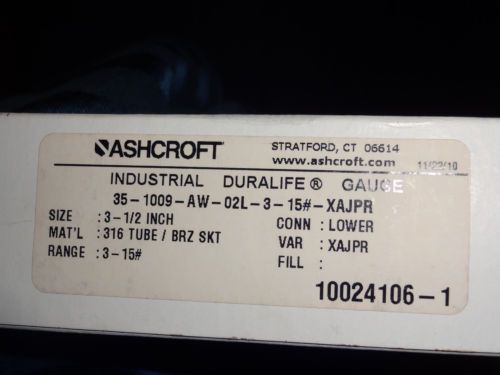 ASHCROFT
STRATFORD, CT 06614
www.ashcroft.com 11/22/10
INDUSTRIAL DURALIFE® GAUGE
35-1009-AW-02L-3-15#-XAJPR
SIZE : 3-1/2 INCH CONN : LOWER
MAT'L : 316 TUBE / BRZ SKT VAR : XAJPR
RANGE : 3-15# FILL :
10024106-1